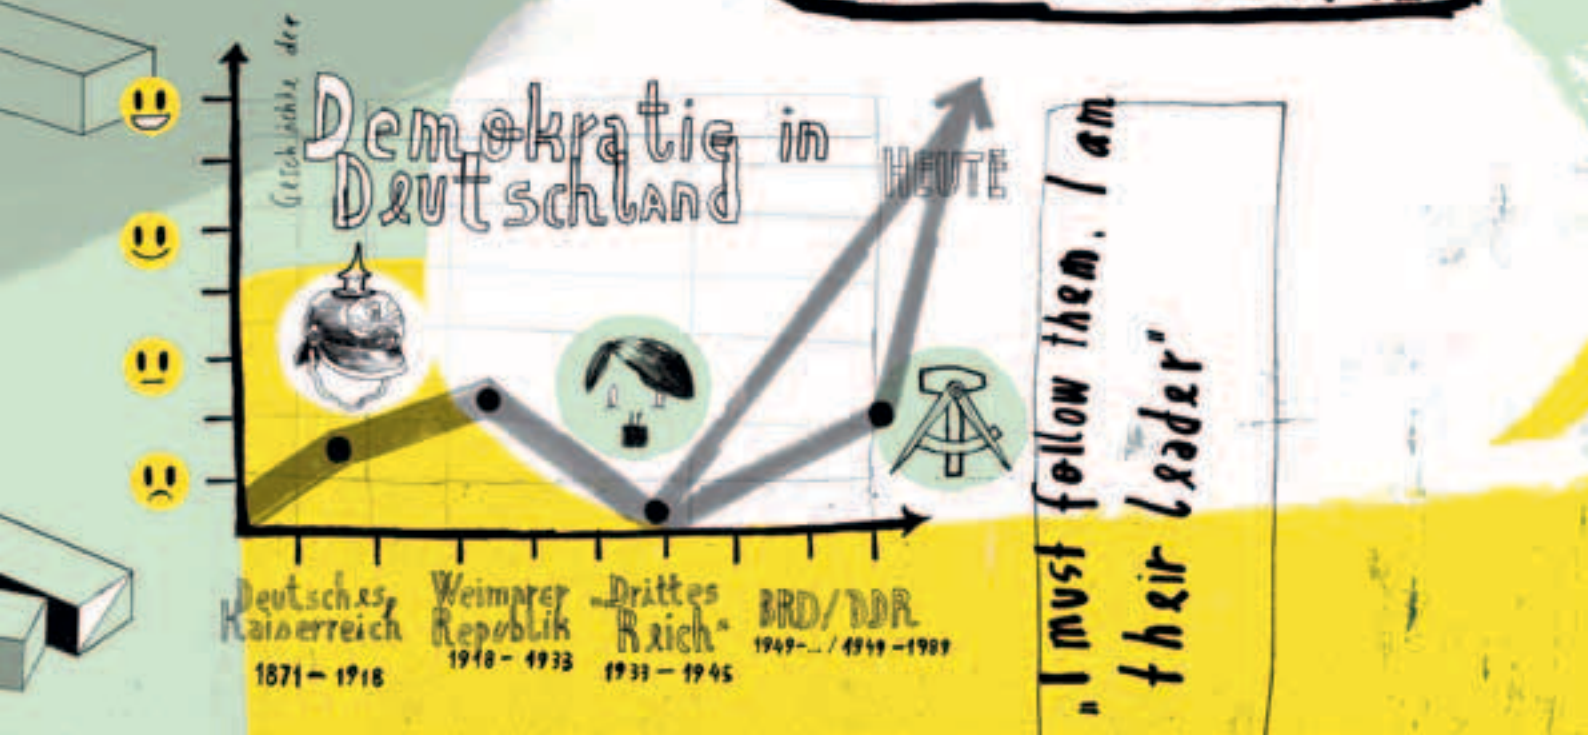 Geschichte der
Demokratie in
Deutschland
HEUTE
Deutsches
Kaiserreich
1871 – 1918
Weimarer
Republik
1918 – 1933
„Drittes
Reich“
1933 – 1945
BRD/DDR
1949-... / 1949 – 1989
„I must follow them. I am
their leader“